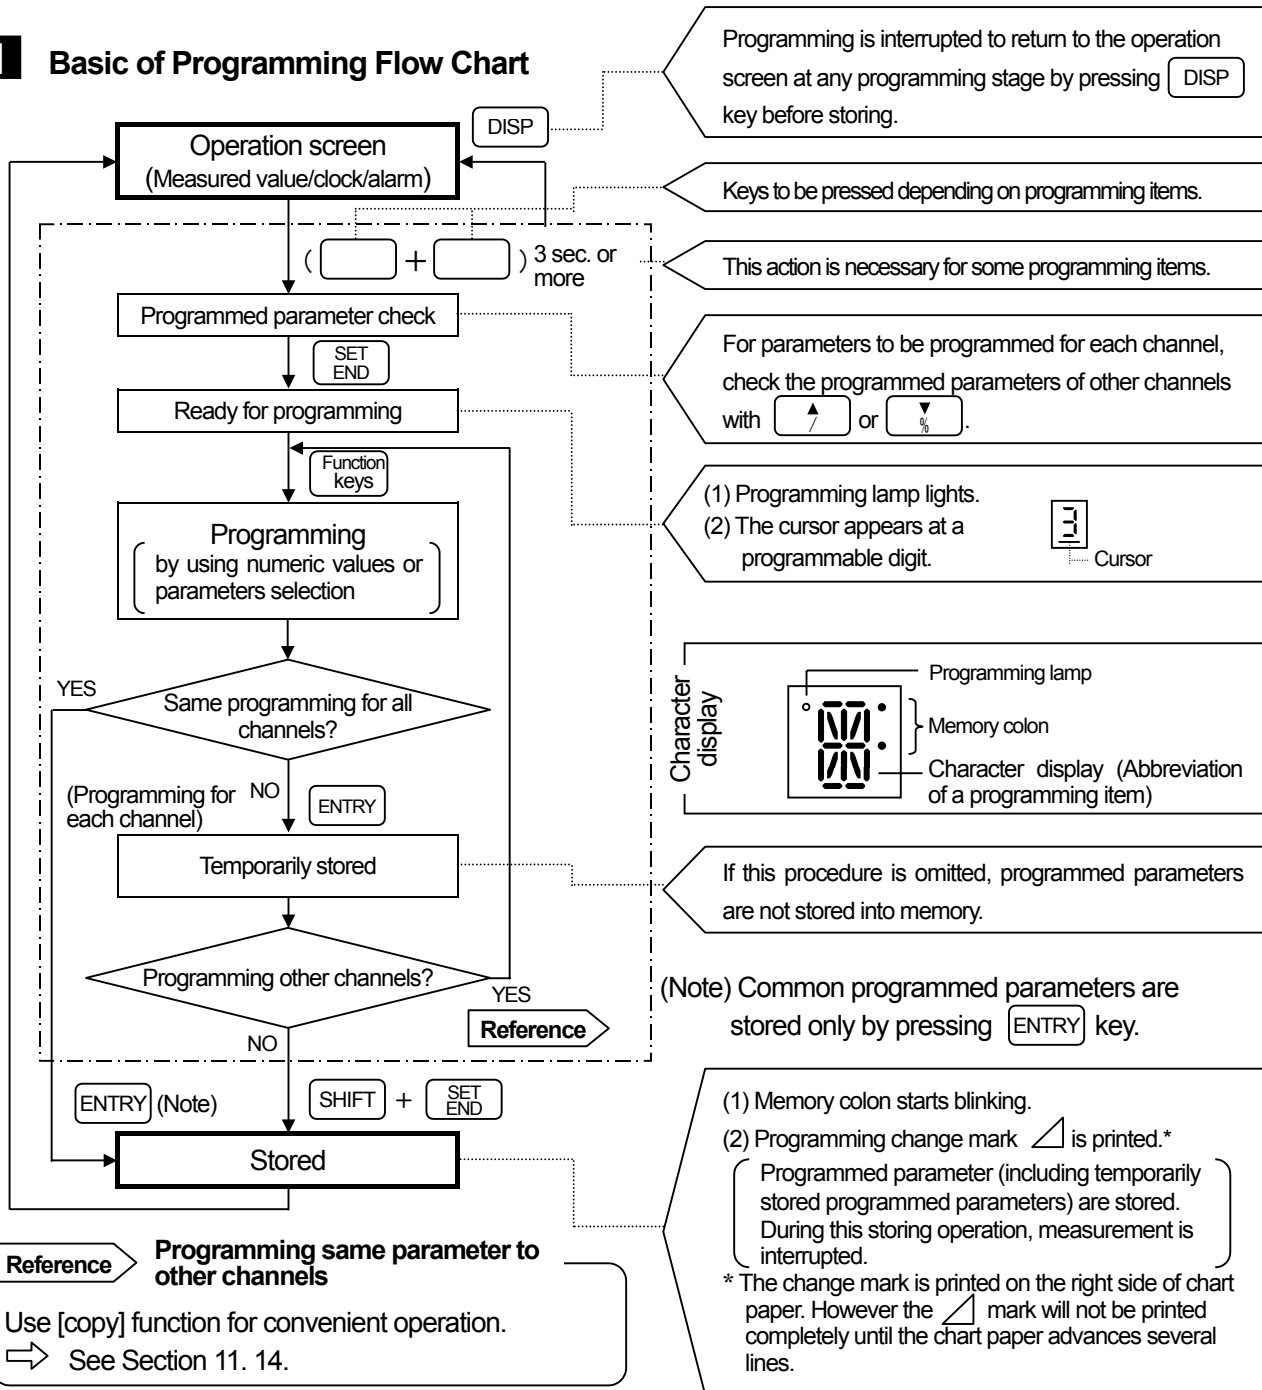 1 Basic of Programming Flow Chart
DISP
Operation screen
(Measured value/clock/alarm)
( + ) 3 sec. or
more
Programmed parameter check
SET
END
Ready for programming
Function
keys
Programming
by using numeric values or
parameters selection
YES
Same programming for all
channels?
(Programming for
each channel)
NO
ENTRY
Temporarily stored
Programming other channels?
YES
Reference
NO
ENTRY (Note)
SHIFT + SET
END
Stored
Reference
Programming same parameter to
other channels
Use [copy] function for convenient operation.
⇨ See Section 11. 14.
Programming is interrupted to return to the operation
screen at any programming stage by pressing DISP
key before storing.
Keys to be pressed depending on programming items.
This action is necessary for some programming items.
For parameters to be programmed for each channel,
check the programmed parameters of other channels
with ▲ / or ▼ % .
(1) Programming lamp lights.
(2) The cursor appears at a
programmable digit.
3
Cursor
Character
display
Programming lamp
Memory colon
Character display (Abbreviation
of a programming item)
If this procedure is omitted, programmed parameters
are not stored into memory.
(Note) Common programmed parameters are
stored only by pressing ENTRY key.
(1) Memory colon starts blinking.
(2) Programming change mark ◿ is printed.*
Programmed parameter (including temporarily
stored programmed parameters) are stored.
During this storing operation, measurement is
interrupted.
* The change mark is printed on the right side of chart
paper. However the ◿ mark will not be printed
completely until the chart paper advances several
lines.